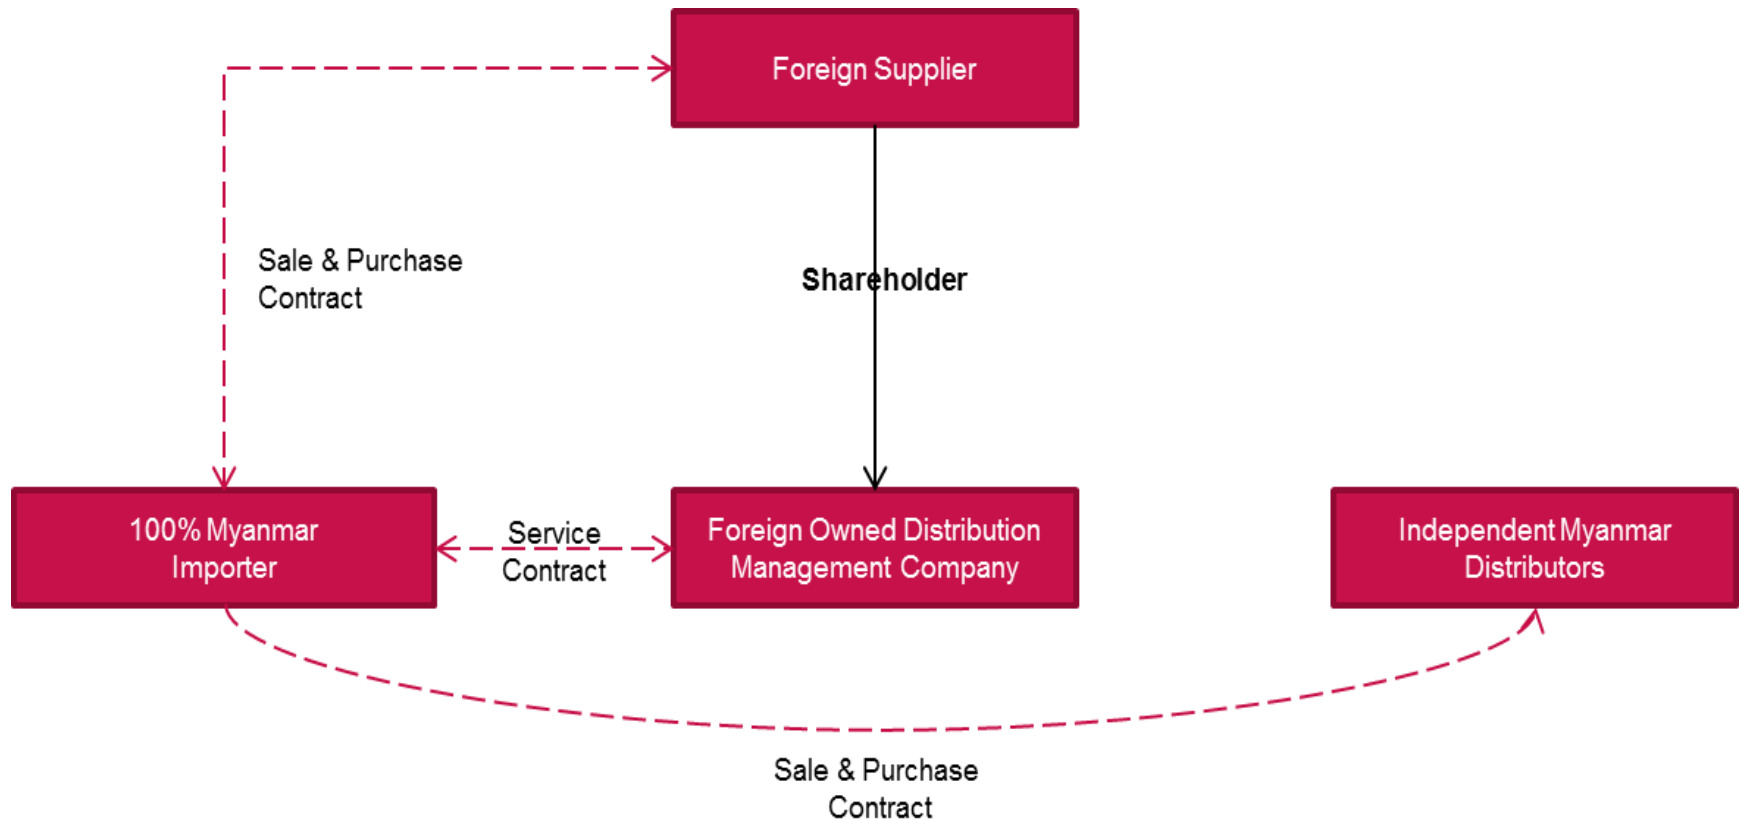 Foreign Supplier
Sale & Purchase
Contract
Shareholder
100% Myanmar
Importer
Service
Contract
Foreign Owned Distribution
Management Company
Independent Myanmar
Distributors
Sale & Purchase
Contract